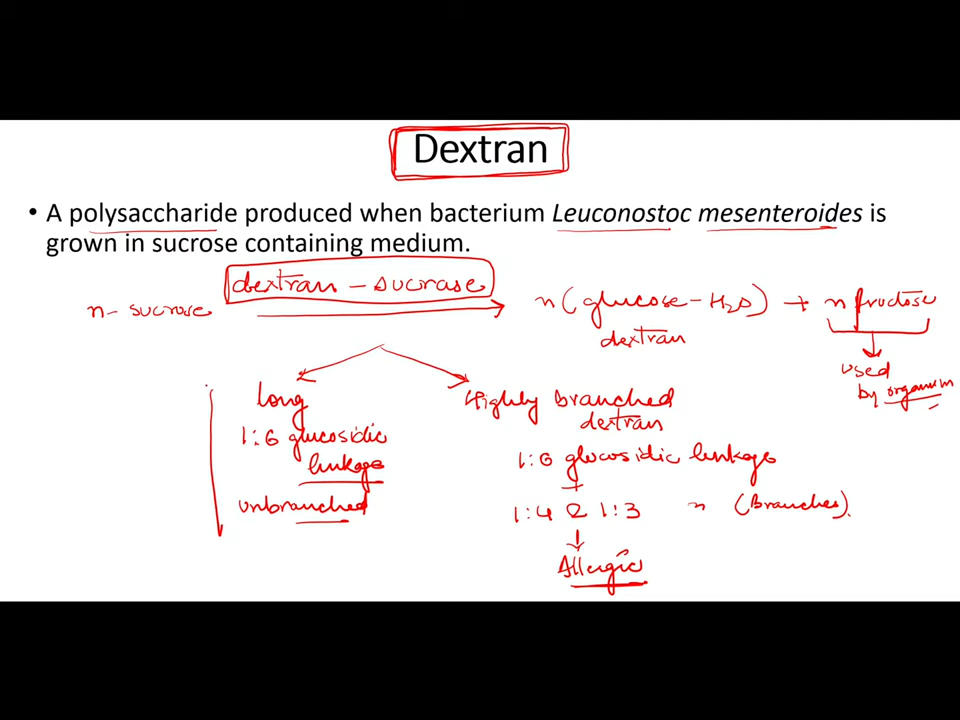 Dextran
• A polysaccharide produced when bacterium Leuconostoc mesenteroides is
grown in sucrose containing medium.
dextran - sucrase
n- sucrose
n (glucose - H2O) + n fructose
dextran
used
by organism
long
Highly branched
dextran
1:6 glucosidic
linkage
1:6 glucosidic linkage
+
unbranched
1:4 & 1:3 n (Branches).
Allergic